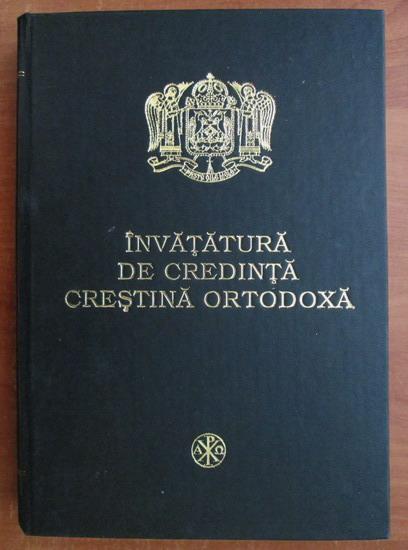 ÎNVĂȚĂTURĂ
DE CREDINȚĂ
CREȘTINĂ ORTODOXĂ
Α Ρ Ω